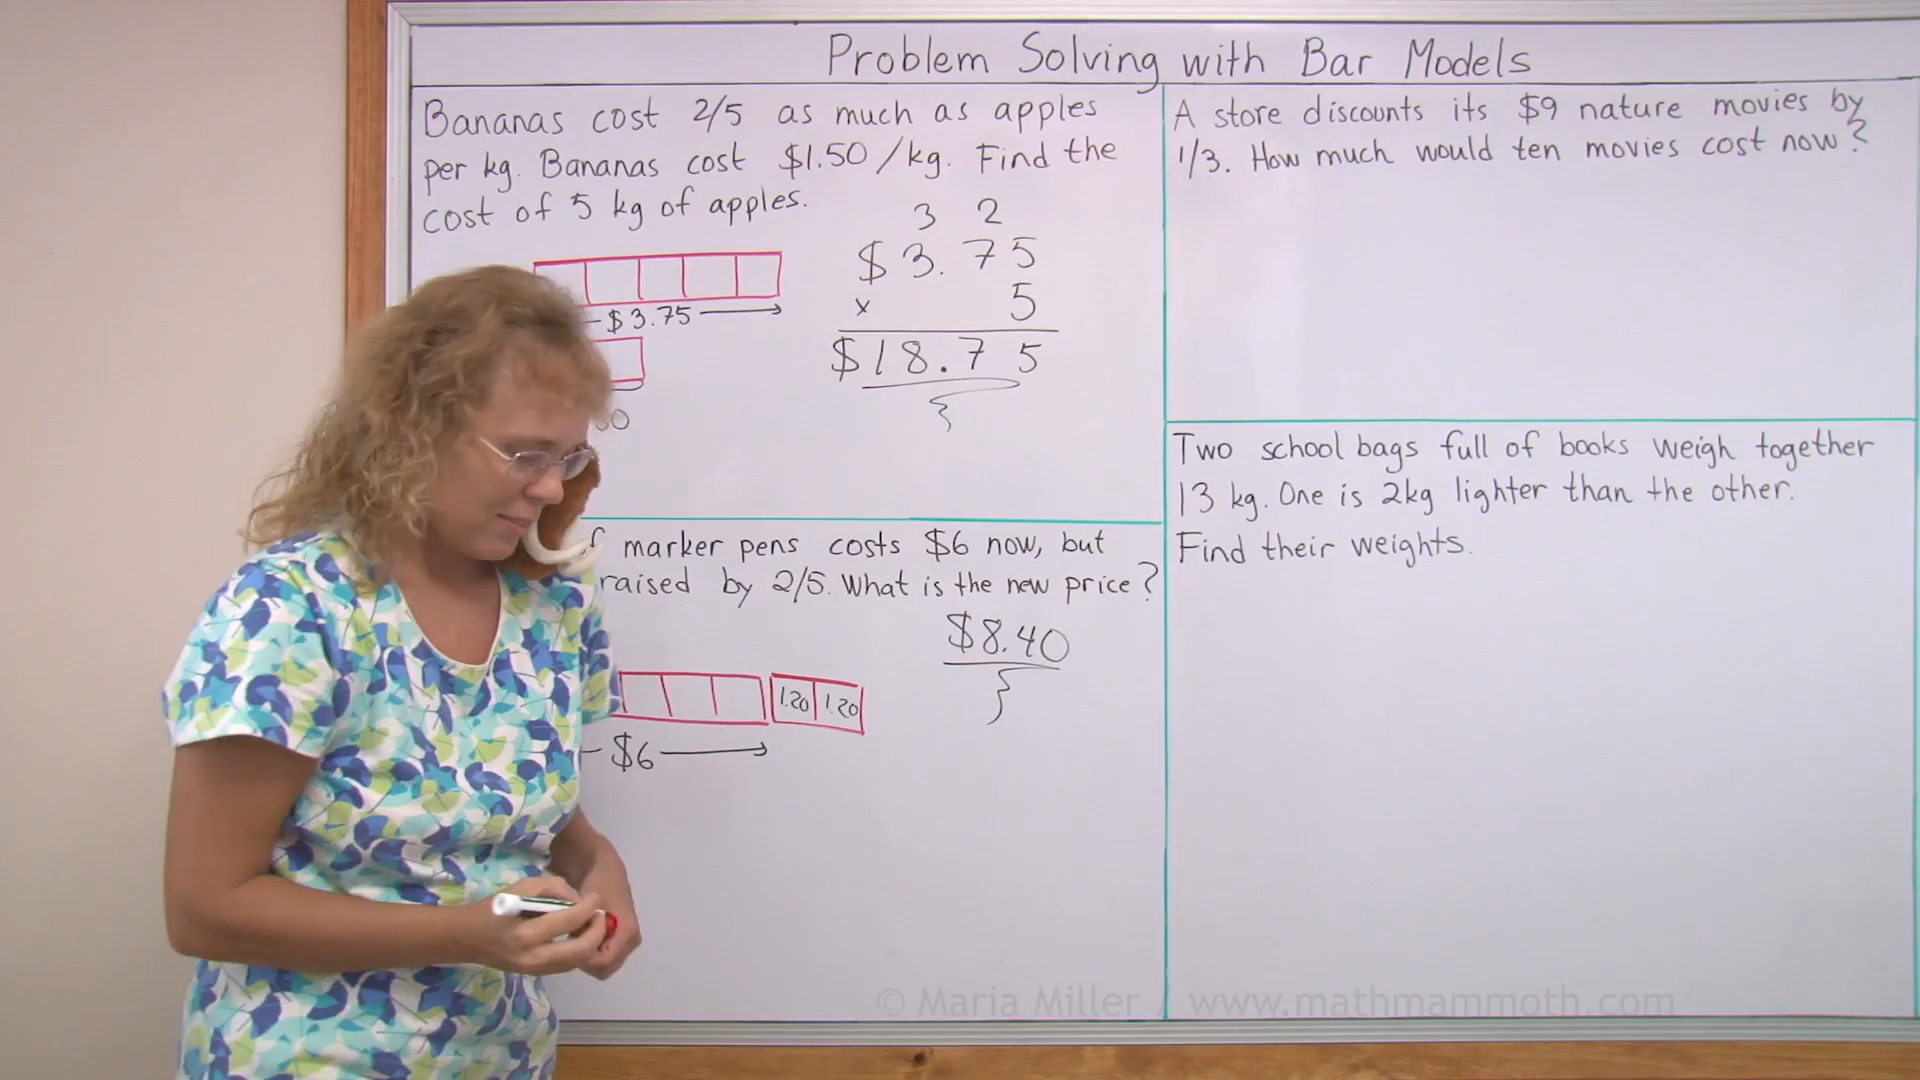 Problem Solving with Bar Models
Bananas cost 2/5 as much as apples
per kg. Bananas cost $1.50/kg. Find the
cost of 5 kg of apples.
3 2
$3.75
x 5
$18.75
$3.75
marker pens costs $6 now, but
raised by 2/5. What is the new price?
$8.40
1.20 1.20
$6
A store discounts its $9 nature movies by
1/3. How much would ten movies cost now?
Two school bags full of books weigh together
13 kg. One is 2kg lighter than the other.
Find their weights.
© Maria Miller / www.mathmammoth.com